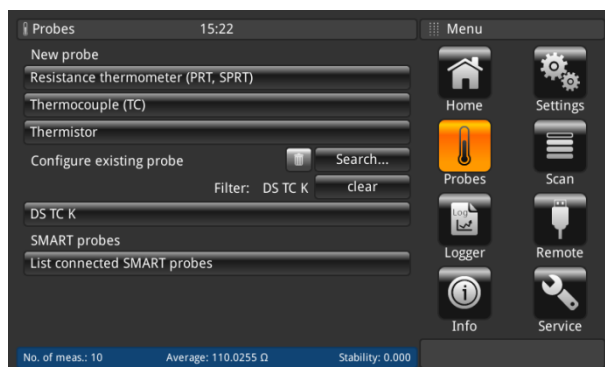 Probes 15:22
New probe
Resistance thermometer (PRT, SPRT)
Thermocouple (TC)
Thermistor
Configure existing probe Search...
Filter: DS TC K clear
DS TC K
SMART probes
List connected SMART probes
No. of meas.: 10 Average: 110.0255 Ω Stability: 0.000
Menu
Home Settings
Probes Scan
Log
Logger Remote
Info Service